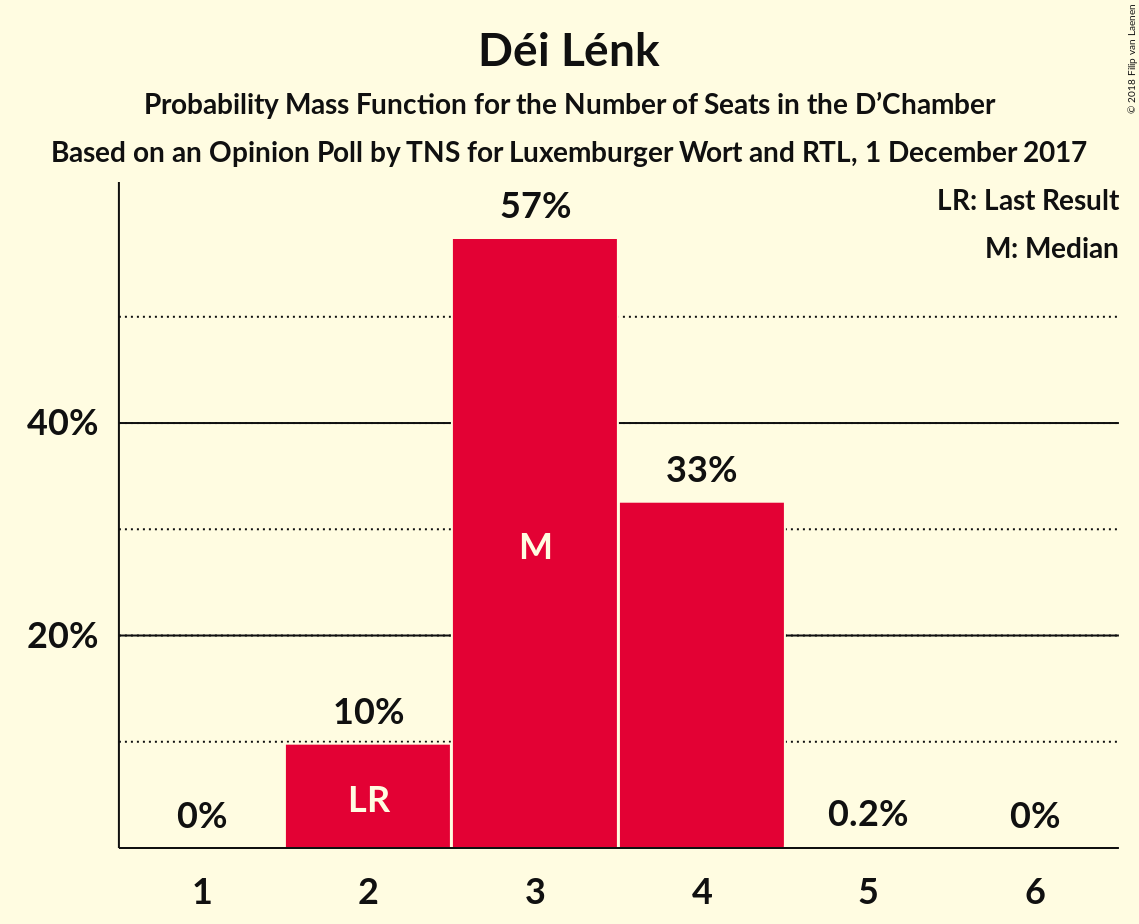 Déi Lénk
Probability Mass Function for the Number of Seats in the D’Chamber
Based on an Opinion Poll by TNS for Luxemburger Wort and RTL, 1 December 2017
© 2018 Filip van Laenen
LR: Last Result
M: Median
57%
40%
33%
M
20%
10%
LR
0%
0.2%
0%
1 2 3 4 5 6